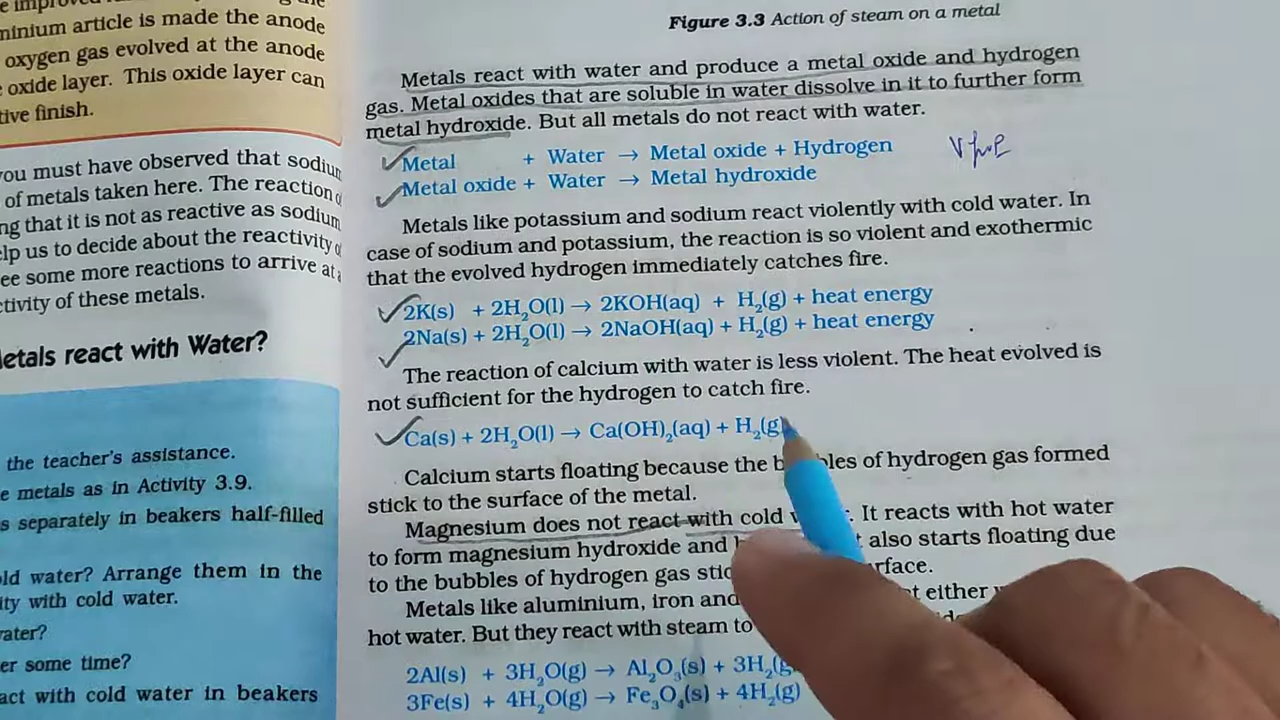 minium article is made the anode
oxygen gas evolved at the anode
oxide layer. This oxide layer can
tive finish.
you must have observed that sodium
of metals taken here. The reaction
ng that it is not as reactive as sodium
elp us to decide about the reactivity
ee some more reactions to arrive at
ctivity of these metals.
etals react with Water?
the teacher's assistance.
e metals as in Activity 3.9.
s separately in beakers half-filled
old water? Arrange them in the
ity with cold water.
vater?
er some time?
act with cold water in beakers
Figure 3.3 Action of steam on a metal
Metals react with water and produce a metal oxide and hydrogen
gas. Metal oxides that are soluble in water dissolve in it to further form
metal hydroxide. But all metals do not react with water.
Metal + Water → Metal oxide + Hydrogen
Metal oxide + Water → Metal hydroxide
Metals like potassium and sodium react violently with cold water. In
case of sodium and potassium, the reaction is so violent and exothermic
that the evolved hydrogen immediately catches fire.
2K(s) + 2H₂O(l) → 2KOH(aq) + H₂(g) + heat energy
2Na(s) + 2H₂O(l) → 2NaOH(aq) + H₂(g) + heat energy
The reaction of calcium with water is less violent. The heat evolved is
not sufficient for the hydrogen to catch fire.
Ca(s) + 2H₂O(l) → Ca(OH)₂(aq) + H₂(g)
Calcium starts floating because the bubbles of hydrogen gas formed
stick to the surface of the metal.
Magnesium does not react with cold It reacts with hot water
to form magnesium hydroxide and also starts floating due
to the bubbles of hydrogen gas
Metals like aluminium, iron and either
hot water. But they react with steam to
2Al(s) + 3H₂O(g) → Al₂O₃(s) + 3H₂(g
3Fe(s) + 4H₂O(g) → Fe₃O₄(s) + 4H₂(g)